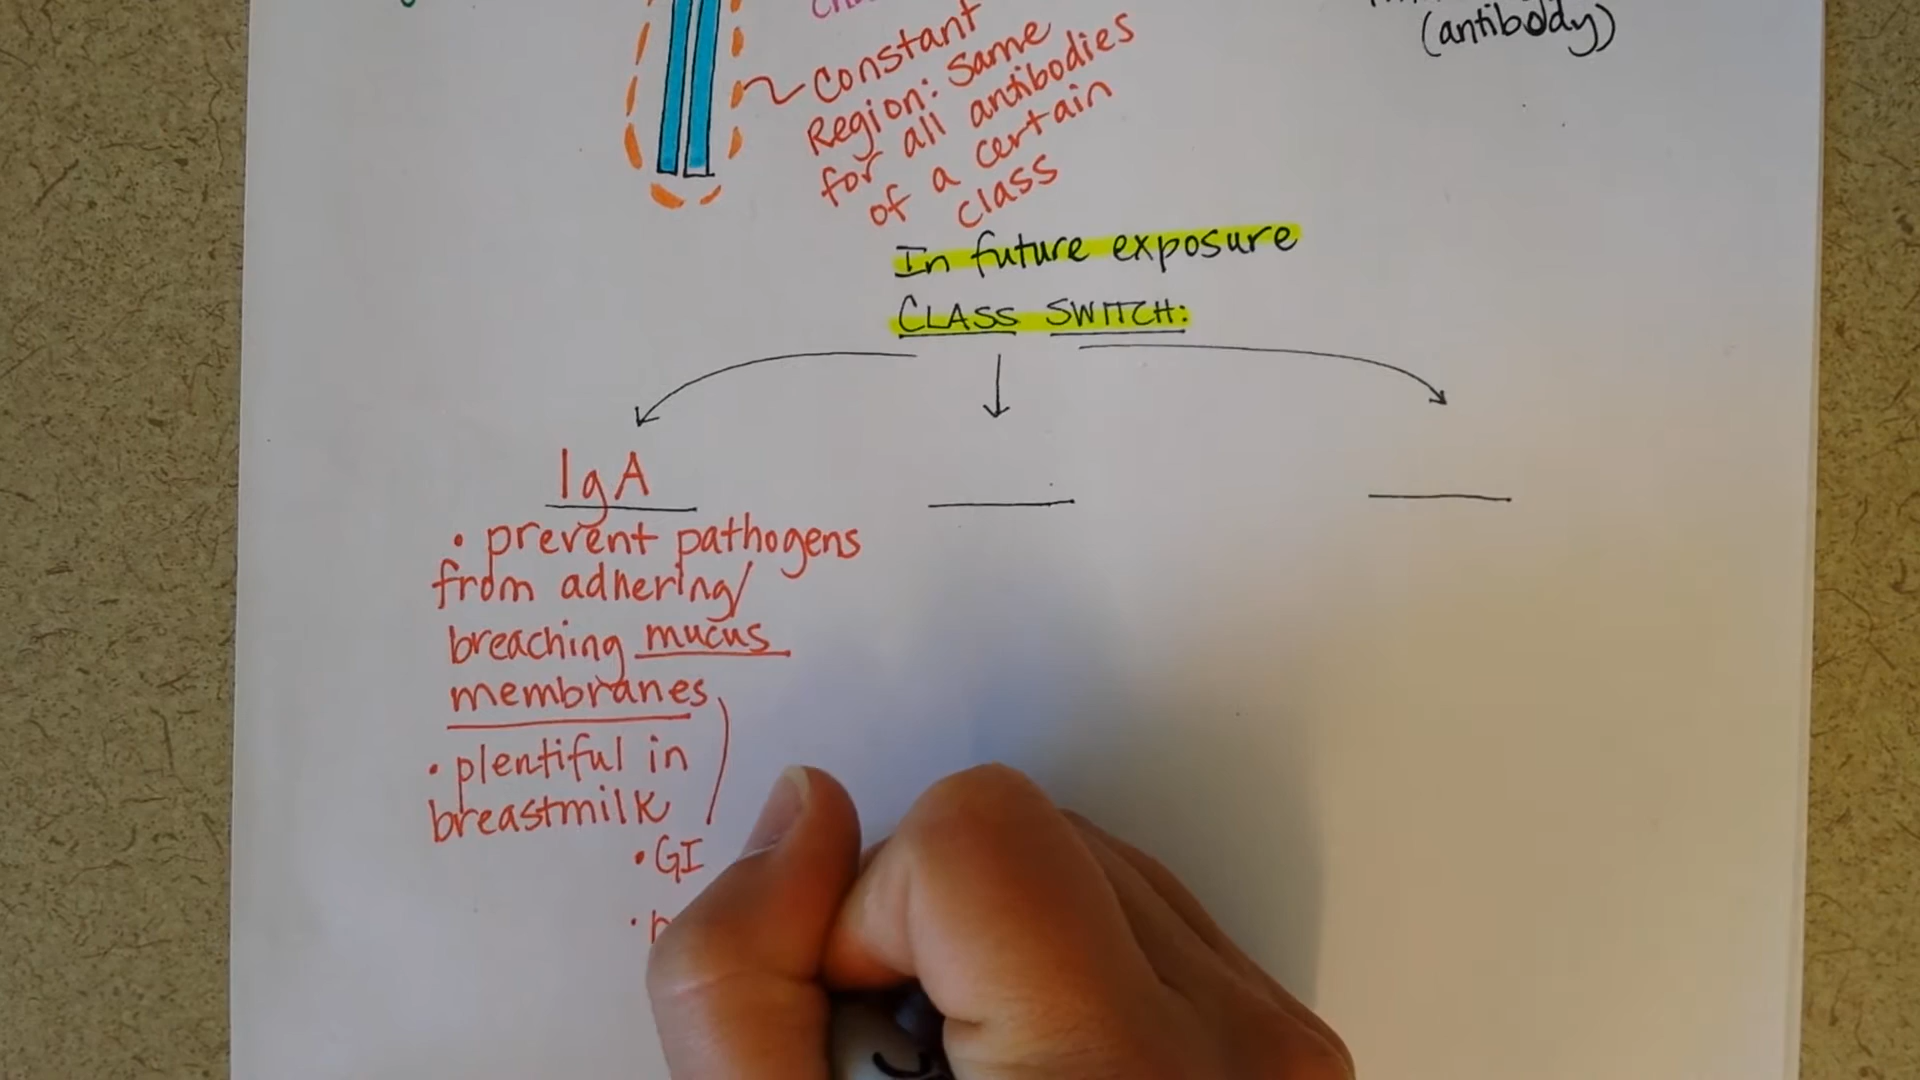 (antibody)
Constant
Region: Same
for all antibodies
of a certain
class
In future exposure
CLASS SWITCH:
IgA
• prevent pathogens
from adhering/
breaching mucus
membranes
• plentiful in
breastmilk
• GI